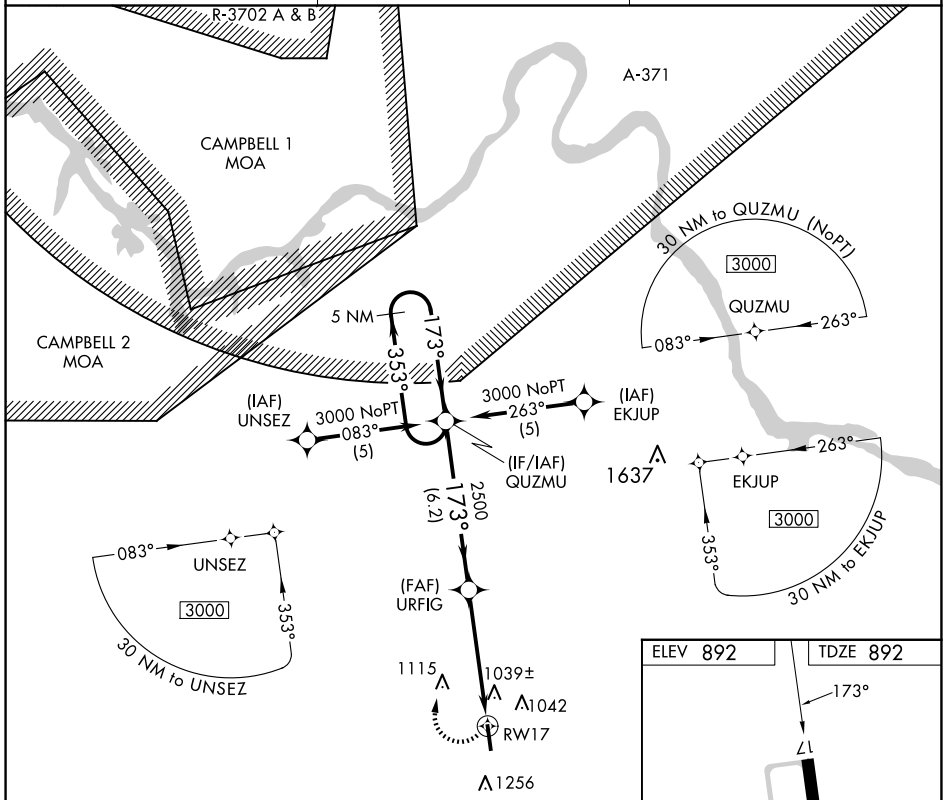 R-3702 A & B
A-371
CAMPBELL 1
MOA
30 NM to QUZMU (NoPT)
3000
QUZMU
083°
263°
5 NM
173°
353°
CAMPBELL 2
MOA
(IAF)
UNSEZ
3000 NoPT
083°
(5)
3000 NoPT
263°
(5)
(IAF)
EKJUP
(IF/IAF)
QUZMU
1637
263°
EKJUP
3000
353°
30 NM to EKJUP
2500
173°
(6.2)
083°
UNSEZ
3000
353°
30 NM to UNSEZ
(FAF)
URFIG
1115
1039±
1042
RW17
1256
ELEV 892
TDZE 892
173°
17